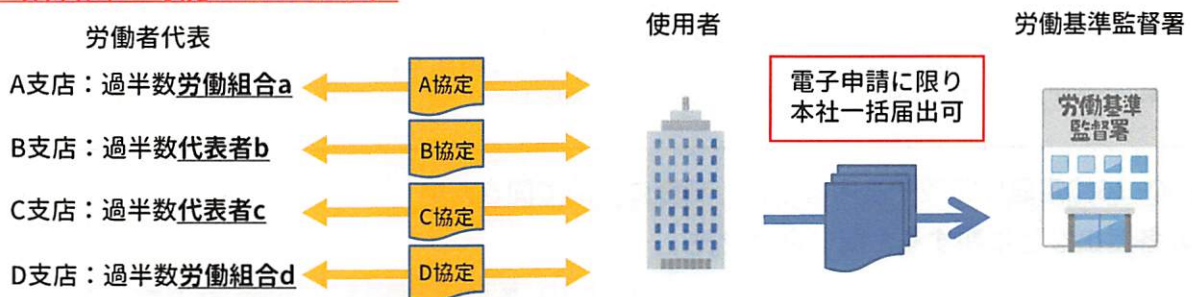 労働者代表
使用者
労働基準監督署
A支店：過半数労働組合a
A協定
B支店：過半数代表者b
B協定
C支店：過半数代表者c
C協定
D支店：過半数労働組合d
D協定
電子申請に限り
本社一括届出可
労働基準
監督署